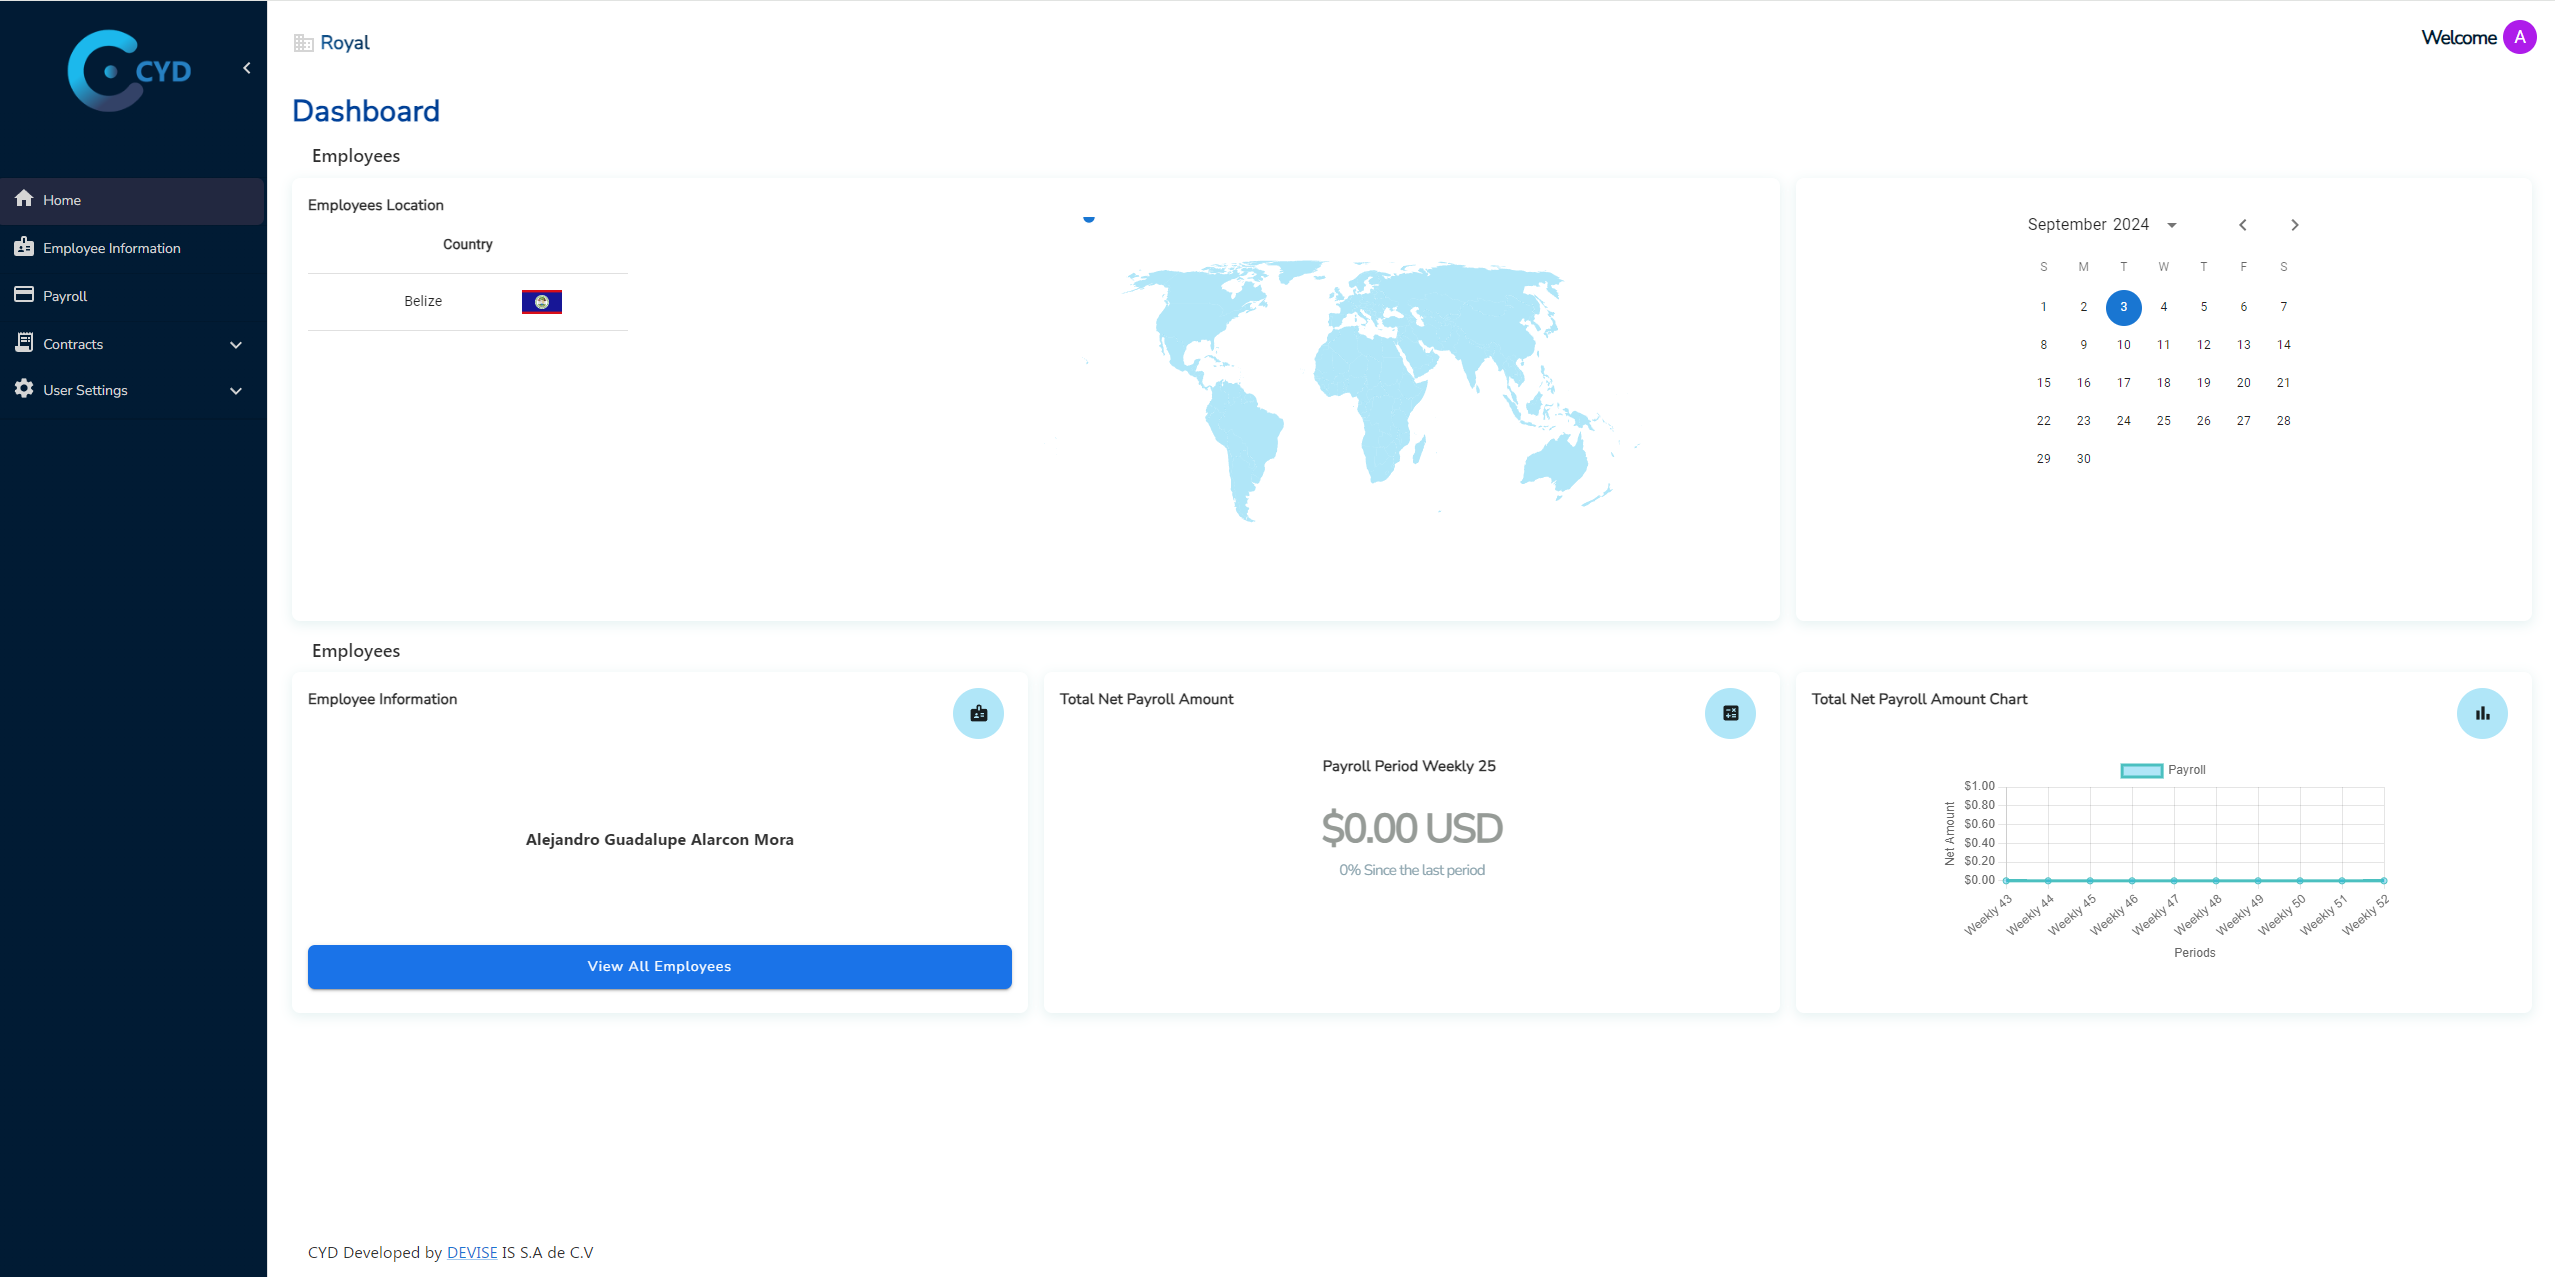 CYD
Royal
Welcome A
Dashboard
Home
Employee Information
Payroll
Contracts
User Settings
Employees
Employees Location
Country
Belize
September 2024
S M T W T F S
1 2 3 4 5 6 7
8 9 10 11 12 13 14
15 16 17 18 19 20 21
22 23 24 25 26 27 28
29 30
Employees
Employee Information
Alejandro Guadalupe Alarcon Mora
View All Employees
Total Net Payroll Amount
Payroll Period Weekly 25
$0.00 USD
0% Since the last period
Total Net Payroll Amount Chart
Payroll
Net Amount
$1.00
$0.80
$0.60
$0.40
$0.20
$0.00
Weekly 43 Weekly 44 Weekly 45 Weekly 46 Weekly 47 Weekly 48 Weekly 49 Weekly 50 Weekly 51 Weekly 52
Periods
CYD Developed by DEVISE IS S.A de C.V